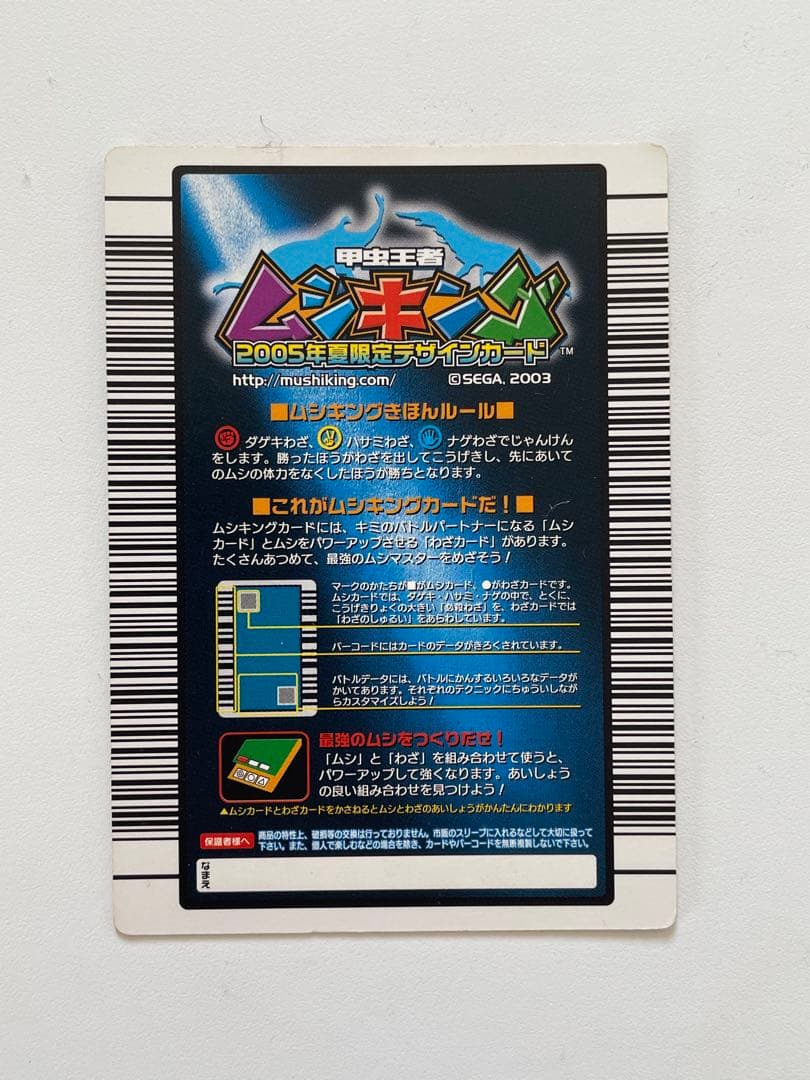 甲虫王者
ムシキング
2005年夏限定デザインカード TM
http://mushiking.com/ ©SEGA, 2003
■ムシキングきほんルール■
ダゲキわざ、ハサミわざ、ナゲわざでじゃんけん
をします。勝ったほうがわざを出してこうげきし、先にあいて
のムシの体力をなくしたほうが勝ちとなります。
■これがムシキングカードだ！■
ムシキングカードには、キミのバトルパートナーになる「ムシ
カード」とムシをパワーアップさせる「わざカード」があります。
たくさんあつめて、最強のムシマスターをめざそう！
マークのかたちが■がムシカード、●がわざカードです。
ムシカードでは、ダゲキ・ハサミ・ナゲの中で、とくに、
こうげきりょくの大きい「必殺わざ」を、わざカードでは
「わざのしゅるい」をあらわしています。
バーコードにはカードのデータがきろくされています。
バトルデータには、バトルにかんするいろいろなデータが
かいてあります。それぞれのテクニックにちゅういしなが
らカスタマイズしよう！
最強のムシをつくりだせ！
「ムシ」と「わざ」を組み合わせて使うと、
パワーアップして強くなります。あいしょう
の良い組み合わせを見つけよう！
▲ムシカードとわざカードをかさねるとムシとわざのあいしょうがかんたんにわかります
保護者様へ 商品の特性上、破損等の交換は行っておりません。市販のスリーブに入れるなどして大切に扱って
下さい。また、個人で楽しむなどの場合を除き、カードやバーコードを無断複製しないで下さい。
なまえ